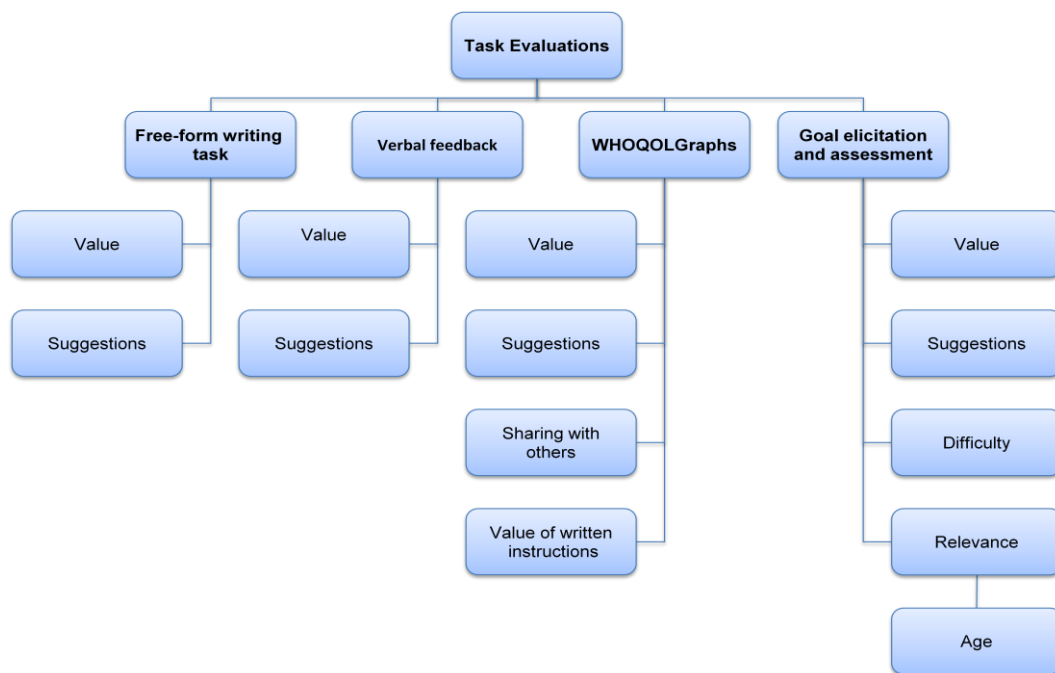 Task Evaluations
Free-form writing
task
Verbal feedback
WHOQOLGraphs
Goal elicitation
and assessment
Value
Value
Value
Value
Suggestions
Suggestions
Suggestions
Suggestions
Sharing with
others
Difficulty
Value of written
instructions
Relevance
Age